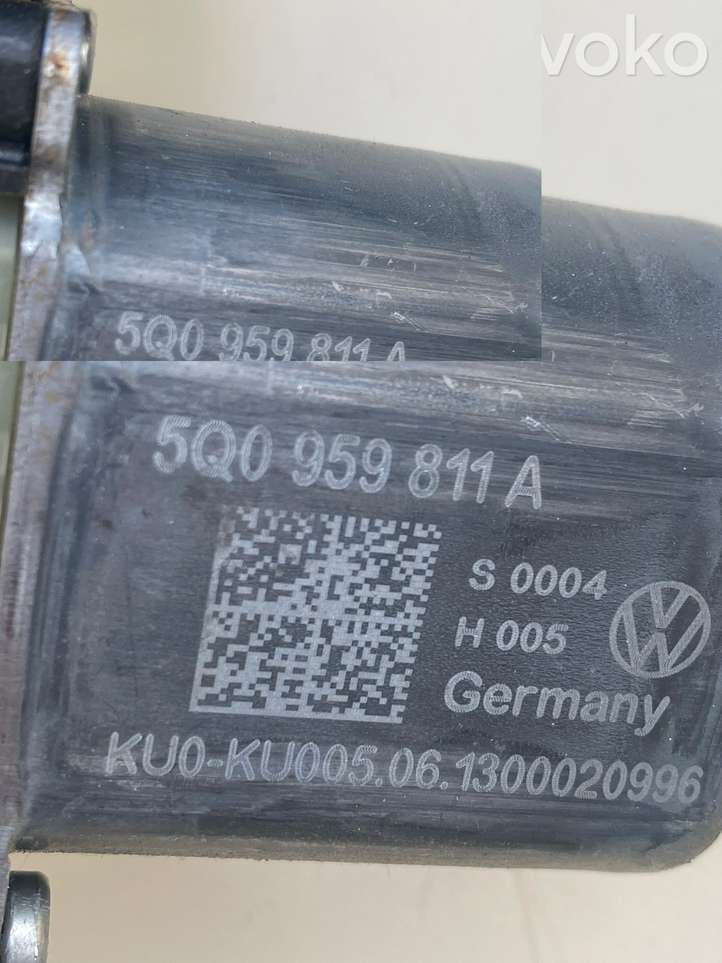 voko
5Q0 959 811 A
5Q0 959 811 A
S 0004
H 005
Germany
KU0-KU005.06.1300020996